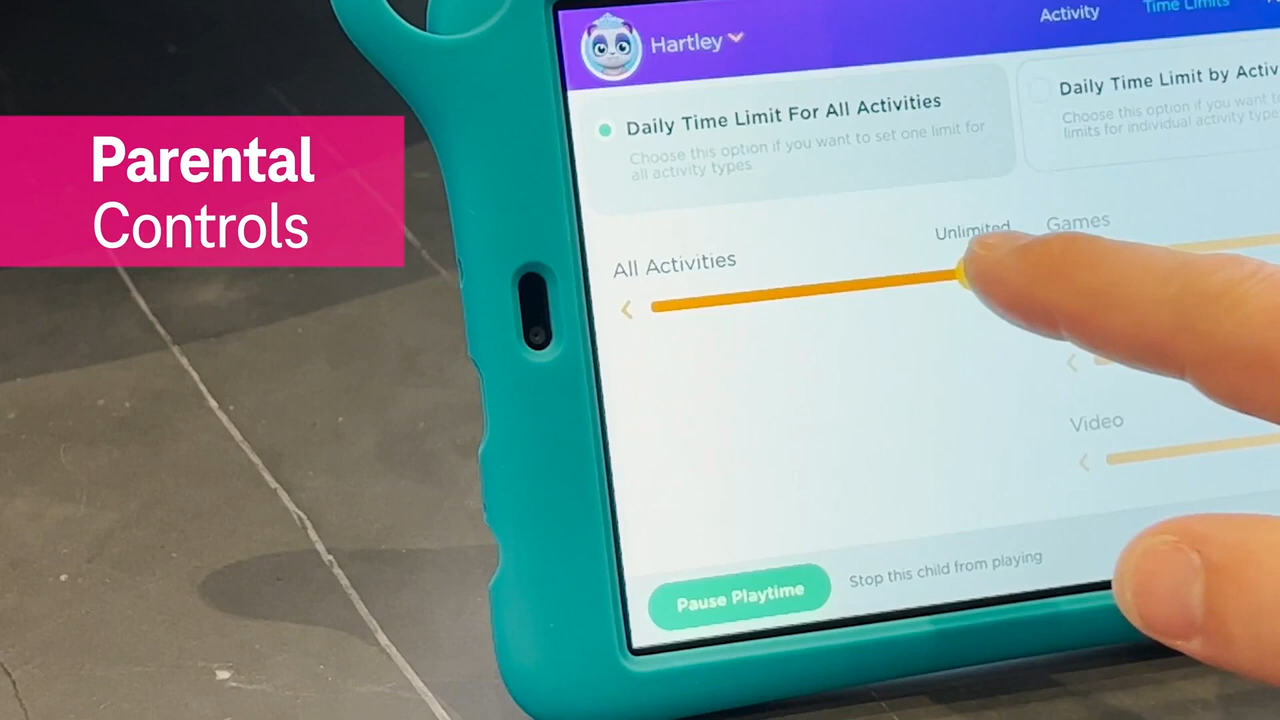 Parental
Controls
Hartley
Activity
Time Limits
Daily Time Limit For All Activities
Choose this option if you want to set one limit for
all activity types
Daily Time Limit by
Choose this option if you want
limits for individual activity
Unlimited
Games
All Activities
Video
Pause Playtime
Stop this child from playing